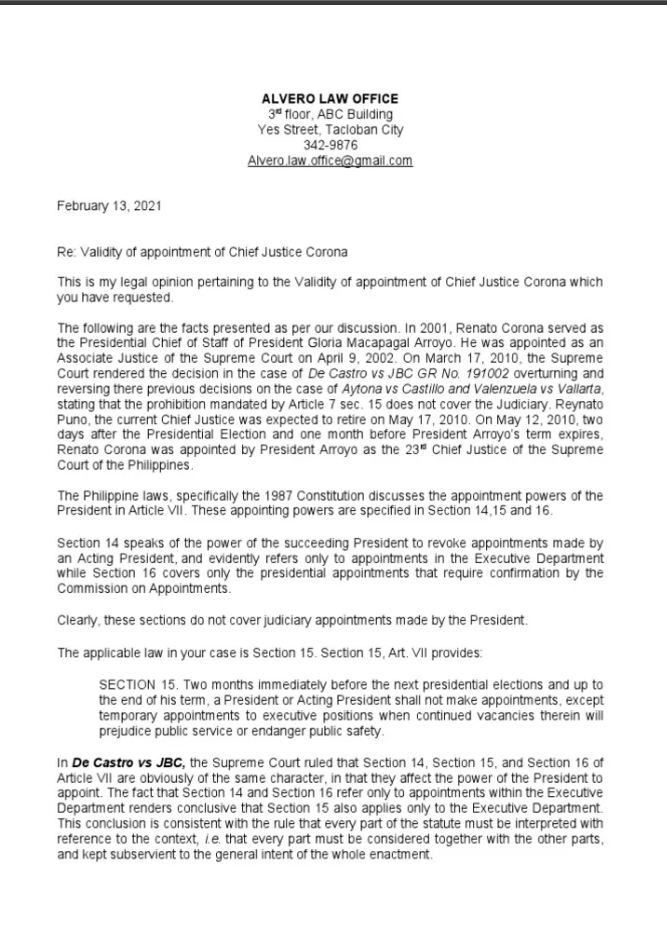 ALVERO LAW OFFICE
3rd floor, ABC Building
Yes Street, Tacloban City
342-9876
Alvero.law.office@gmail.com
February 13, 2021
Re: Validity of appointment of Chief Justice Corona
This is my legal opinion pertaining to the Validity of appointment of Chief Justice Corona which
you have requested.
The following are the facts presented as per our discussion. In 2001, Renato Corona served as
the Presidential Chief of Staff of President Gloria Macapagal Arroyo. He was appointed as an
Associate Justice of the Supreme Court on April 9, 2002. On March 17, 2010, the Supreme
Court rendered the decision in the case of De Castro vs JBC GR No. 191002 overturning and
reversing there previous decisions on the case of Aytona vs Castillo and Valenzuela vs Vallarta,
stating that the prohibition mandated by Article 7 sec. 15 does not cover the Judiciary. Reynato
Puno, the current Chief Justice was expected to retire on May 17, 2010. On May 12, 2010, two
days after the Presidential Election and one month before President Arroyo's term expires,
Renato Corona was appointed by President Arroyo as the 23rd Chief Justice of the Supreme
Court of the Philippines.
The Philippine laws, specifically the 1987 Constitution discusses the appointment powers of the
President in Article VII. These appointing powers are specified in Section 14,15 and 16.
Section 14 speaks of the power of the succeeding President to revoke appointments made by
an Acting President, and evidently refers only to appointments in the Executive Department
while Section 16 covers only the presidential appointments that require confirmation by the
Commission on Appointments.
Clearly, these sections do not cover judiciary appointments made by the President.
The applicable law in your case is Section 15. Section 15, Art. VII provides:
SECTION 15. Two months immediately before the next presidential elections and up to
the end of his term, a President or Acting President shall not make appointments, except
temporary appointments to executive positions when continued vacancies therein will
prejudice public service or endanger public safety.
In De Castro vs JBC, the Supreme Court ruled that Section 14, Section 15, and Section 16 of
Article VII are obviously of the same character, in that they affect the power of the President to
appoint. The fact that Section 14 and Section 16 refer only to appointments within the Executive
Department renders conclusive that Section 15 also applies only to the Executive Department.
This conclusion is consistent with the rule that every part of the statute must be interpreted with
reference to the context, i.e. that every part must be considered together with the other parts,
and kept subservient to the general intent of the whole enactment.